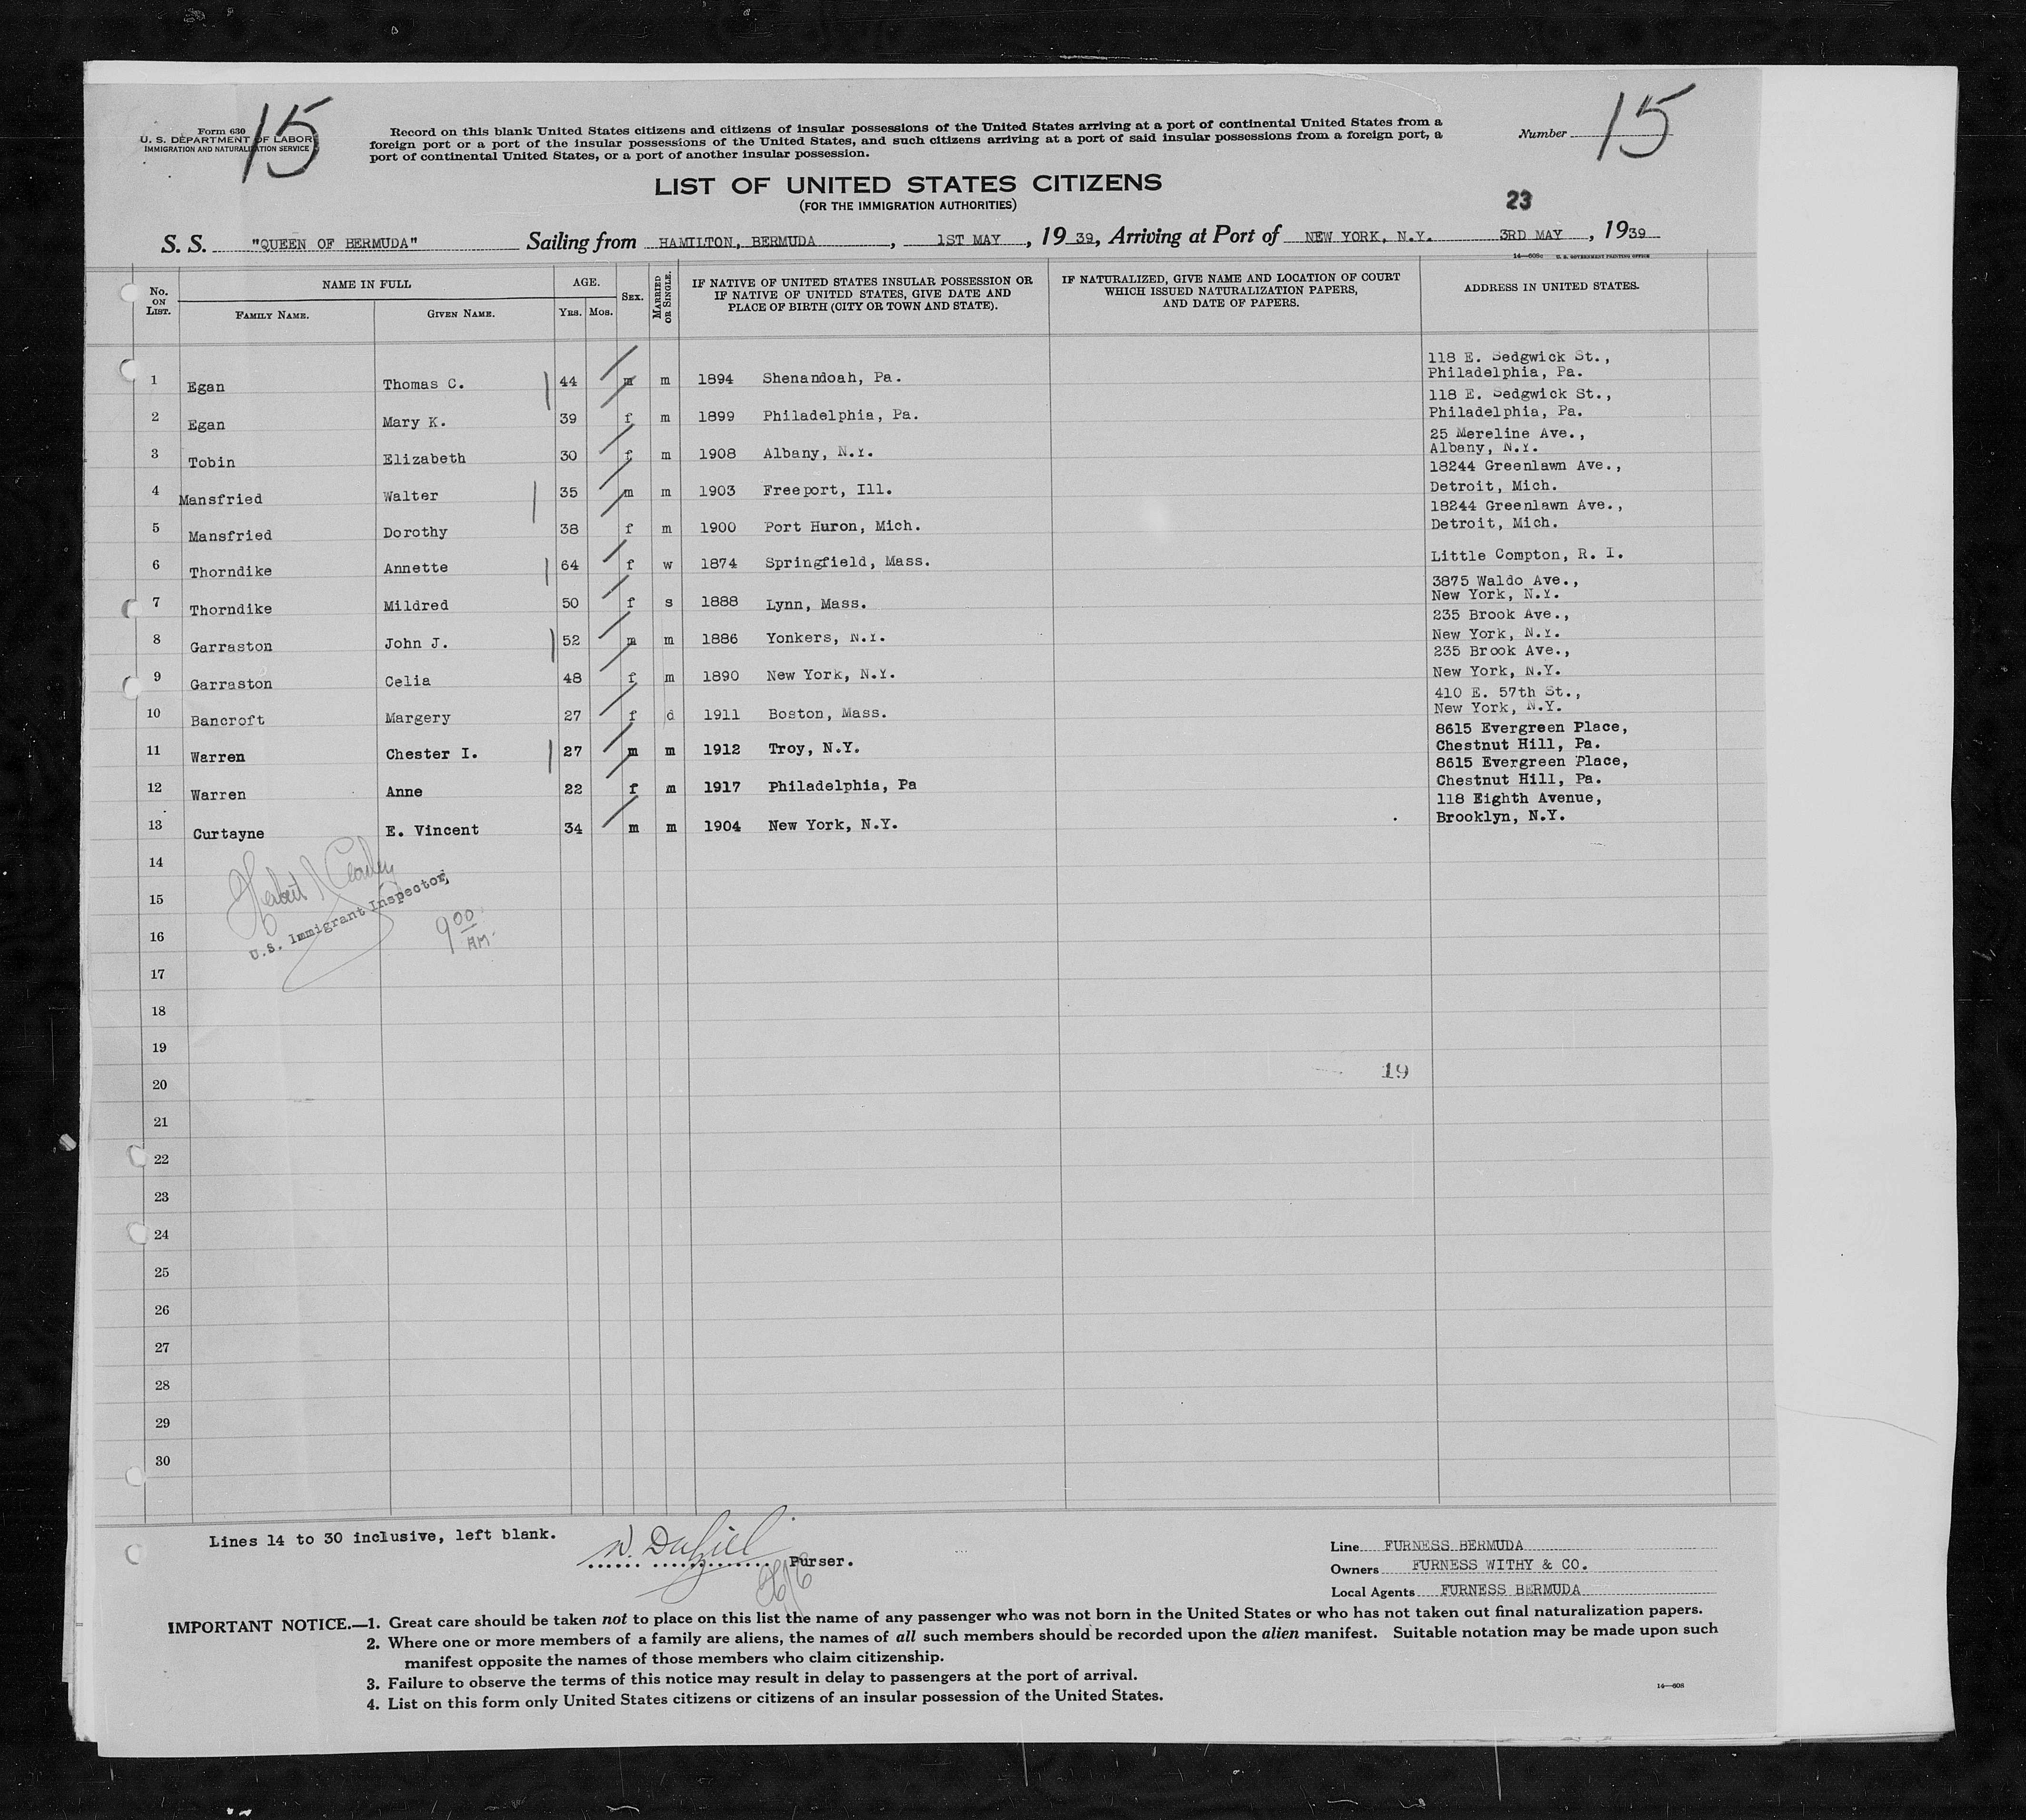 15
15
Form 630
U. S. DEPARTMENT OF LABOR
IMMIGRATION AND NATURALIZATION SERVICE
Record on this blank United States citizens and citizens of insular possessions of the United States arriving at a port of continental United States from a
foreign port or a port of the insular possessions of the United States, and such citizens arriving at a port of said insular possessions from a foreign port, a
port of continental United States, or a port of another insular possession.
Number
LIST OF UNITED STATES CITIZENS
(FOR THE IMMIGRATION AUTHORITIES)
23
S. S. "QUEEN OF BERMUDA" Sailing from HAMILTON, BERMUDA, 1ST MAY, 1939, Arriving at Port of NEW YORK, N.Y. 3RD MAY, 1939
14—608c U. S. GOVERNMENT PRINTING OFFICE
No. ON LIST. NAME IN FULL AGE. SEX. MARRIED OR SINGLE. IF NATIVE OF UNITED STATES INSULAR POSSESSION OR IF NATIVE OF UNITED STATES, GIVE DATE AND PLACE OF BIRTH (CITY OR TOWN AND STATE). IF NATURALIZED, GIVE NAME AND LOCATION OF COURT WHICH ISSUED NATURALIZATION PAPERS, AND DATE OF PAPERS. ADDRESS IN UNITED STATES.
FAMILY NAME. GIVEN NAME. YRS. MOS.
1 Egan Thomas C. 44 m m 1894 Shenandoah, Pa. 118 E. Sedgwick St., Philadelphia, Pa.
2 Egan Mary K. 39 f m 1899 Philadelphia, Pa. 118 E. Sedgwick St., Philadelphia, Pa.
3 Tobin Elizabeth 30 f m 1908 Albany, N.Y. 25 Mereline Ave., Albany, N.Y.
4 Mansfried Walter 35 m m 1903 Freeport, Ill. 18244 Greenlawn Ave., Detroit, Mich.
5 Mansfried Dorothy 38 f m 1900 Port Huron, Mich. 18244 Greenlawn Ave., Detroit, Mich.
6 Thorndike Annette 64 f w 1874 Springfield, Mass. Little Compton, R. I.
7 Thorndike Mildred 50 f s 1888 Lynn, Mass. 3875 Waldo Ave., New York, N.Y.
8 Garraston John J. 52 m m 1886 Yonkers, N.Y. 235 Brook Ave., New York, N.Y.
9 Garraston Celia 48 f m 1890 New York, N.Y. 235 Brook Ave., New York, N.Y.
10 Bancroft Margery 27 f d 1911 Boston, Mass. 410 E. 57th St., New York, N.Y.
11 Warren Chester I. 27 m m 1912 Troy, N.Y. 8615 Evergreen Place, Chestnut Hill, Pa.
12 Warren Anne 22 f m 1917 Philadelphia, Pa 8615 Evergreen Place, Chestnut Hill, Pa.
13 Curtayne E. Vincent 34 m m 1904 New York, N.Y. 118 Eighth Avenue, Brooklyn, N.Y.
14
Herbert
15
U.S. Immigrant Inspector,
9 00 AM.
16
17
18
19
19
20
21
22
23
24
25
26
27
28
29
30
Lines 14 to 30 inclusive, left blank.
Purser.
Line FURNESS BERMUDA
Owners FURNESS WITHY & CO.
Local Agents FURNESS BERMUDA
IMPORTANT NOTICE.—1. Great care should be taken not to place on this list the name of any passenger who was not born in the United States or who has not taken out final naturalization papers.
2. Where one or more members of a family are aliens, the names of all such members should be recorded upon the alien manifest. Suitable notation may be made upon such
manifest opposite the names of those members who claim citizenship.
3. Failure to observe the terms of this notice may result in delay to passengers at the port of arrival.
4. List on this form only United States citizens or citizens of an insular possession of the United States.
14—608